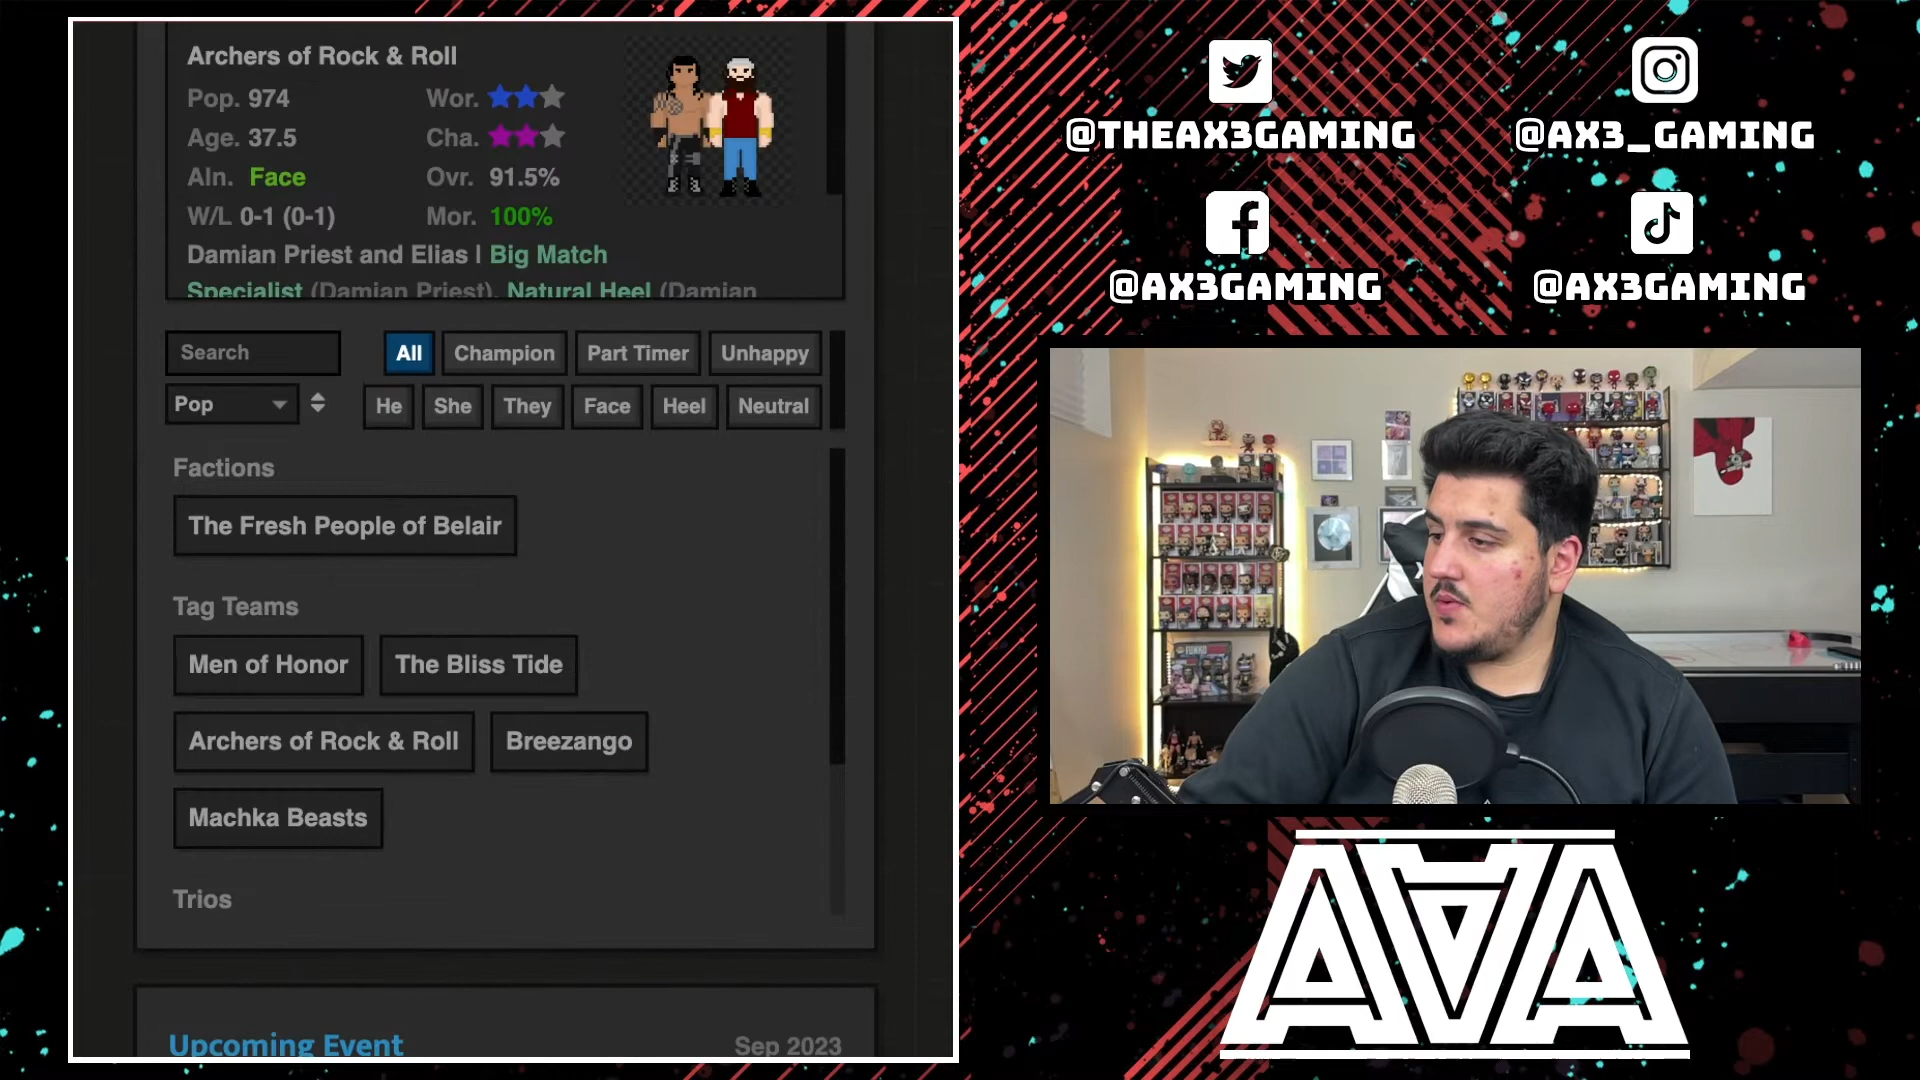 Archers of Rock & Roll
Pop. 974
Wor.
Age. 37.5
Cha.
Aln. Face
Ovr. 91.5%
W/L 0-1 (0-1)
Mor. 100%
Damian Priest and Elias | Big Match
Specialist (Damian Priest), Natural Heel (Damian
Search
All
Champion
Part Timer
Unhappy
Pop
He
She
They
Face
Heel
Neutral
Factions
The Fresh People of Belair
Tag Teams
Men of Honor
The Bliss Tide
Archers of Rock & Roll
Breezango
Machka Beasts
Trios
Upcoming Event
Sep 2023
@THEAX3GAMING
@AX3_GAMING
@AX3GAMING
@AX3GAMING